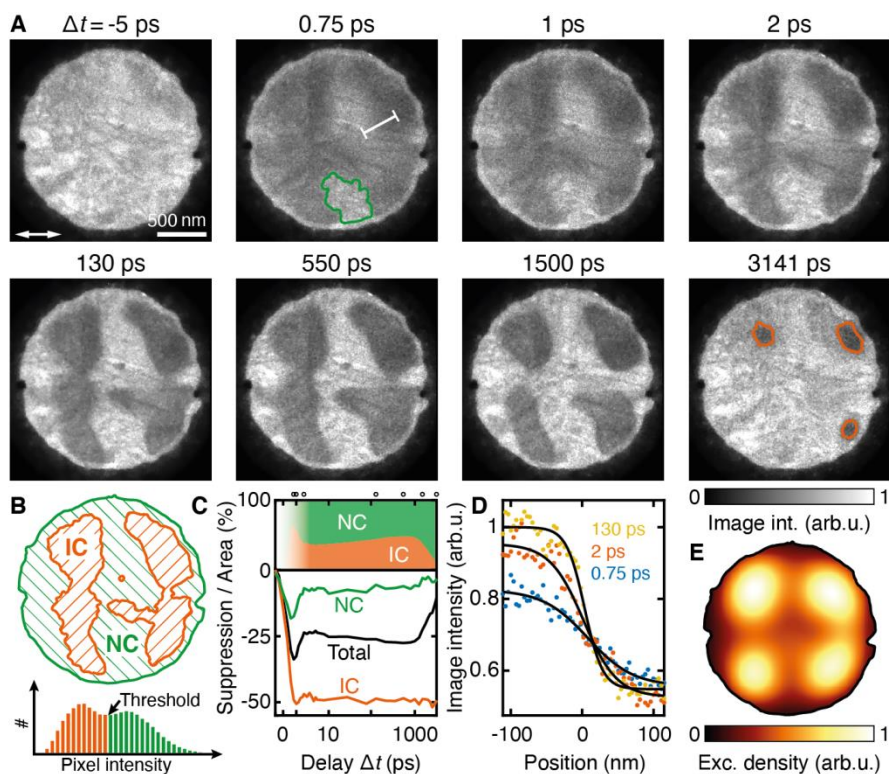 A
Δt = -5 ps
0.75 ps
1 ps
2 ps
500 nm
130 ps
550 ps
1500 ps
3141 ps
0 1
Image int. (arb.u.)
B
IC
NC
Threshold
#
Pixel intensity
C
Suppression / Area (%)
100
0
-25
-50
NC
IC
NC
Total
IC
0 10 1000
Delay Δt (ps)
D
Image intensity (arb.u.)
1
0.8
0.6
130 ps
2 ps
0.75 ps
-100 0 100
Position (nm)
E
0 1
Exc. density (arb.u.)